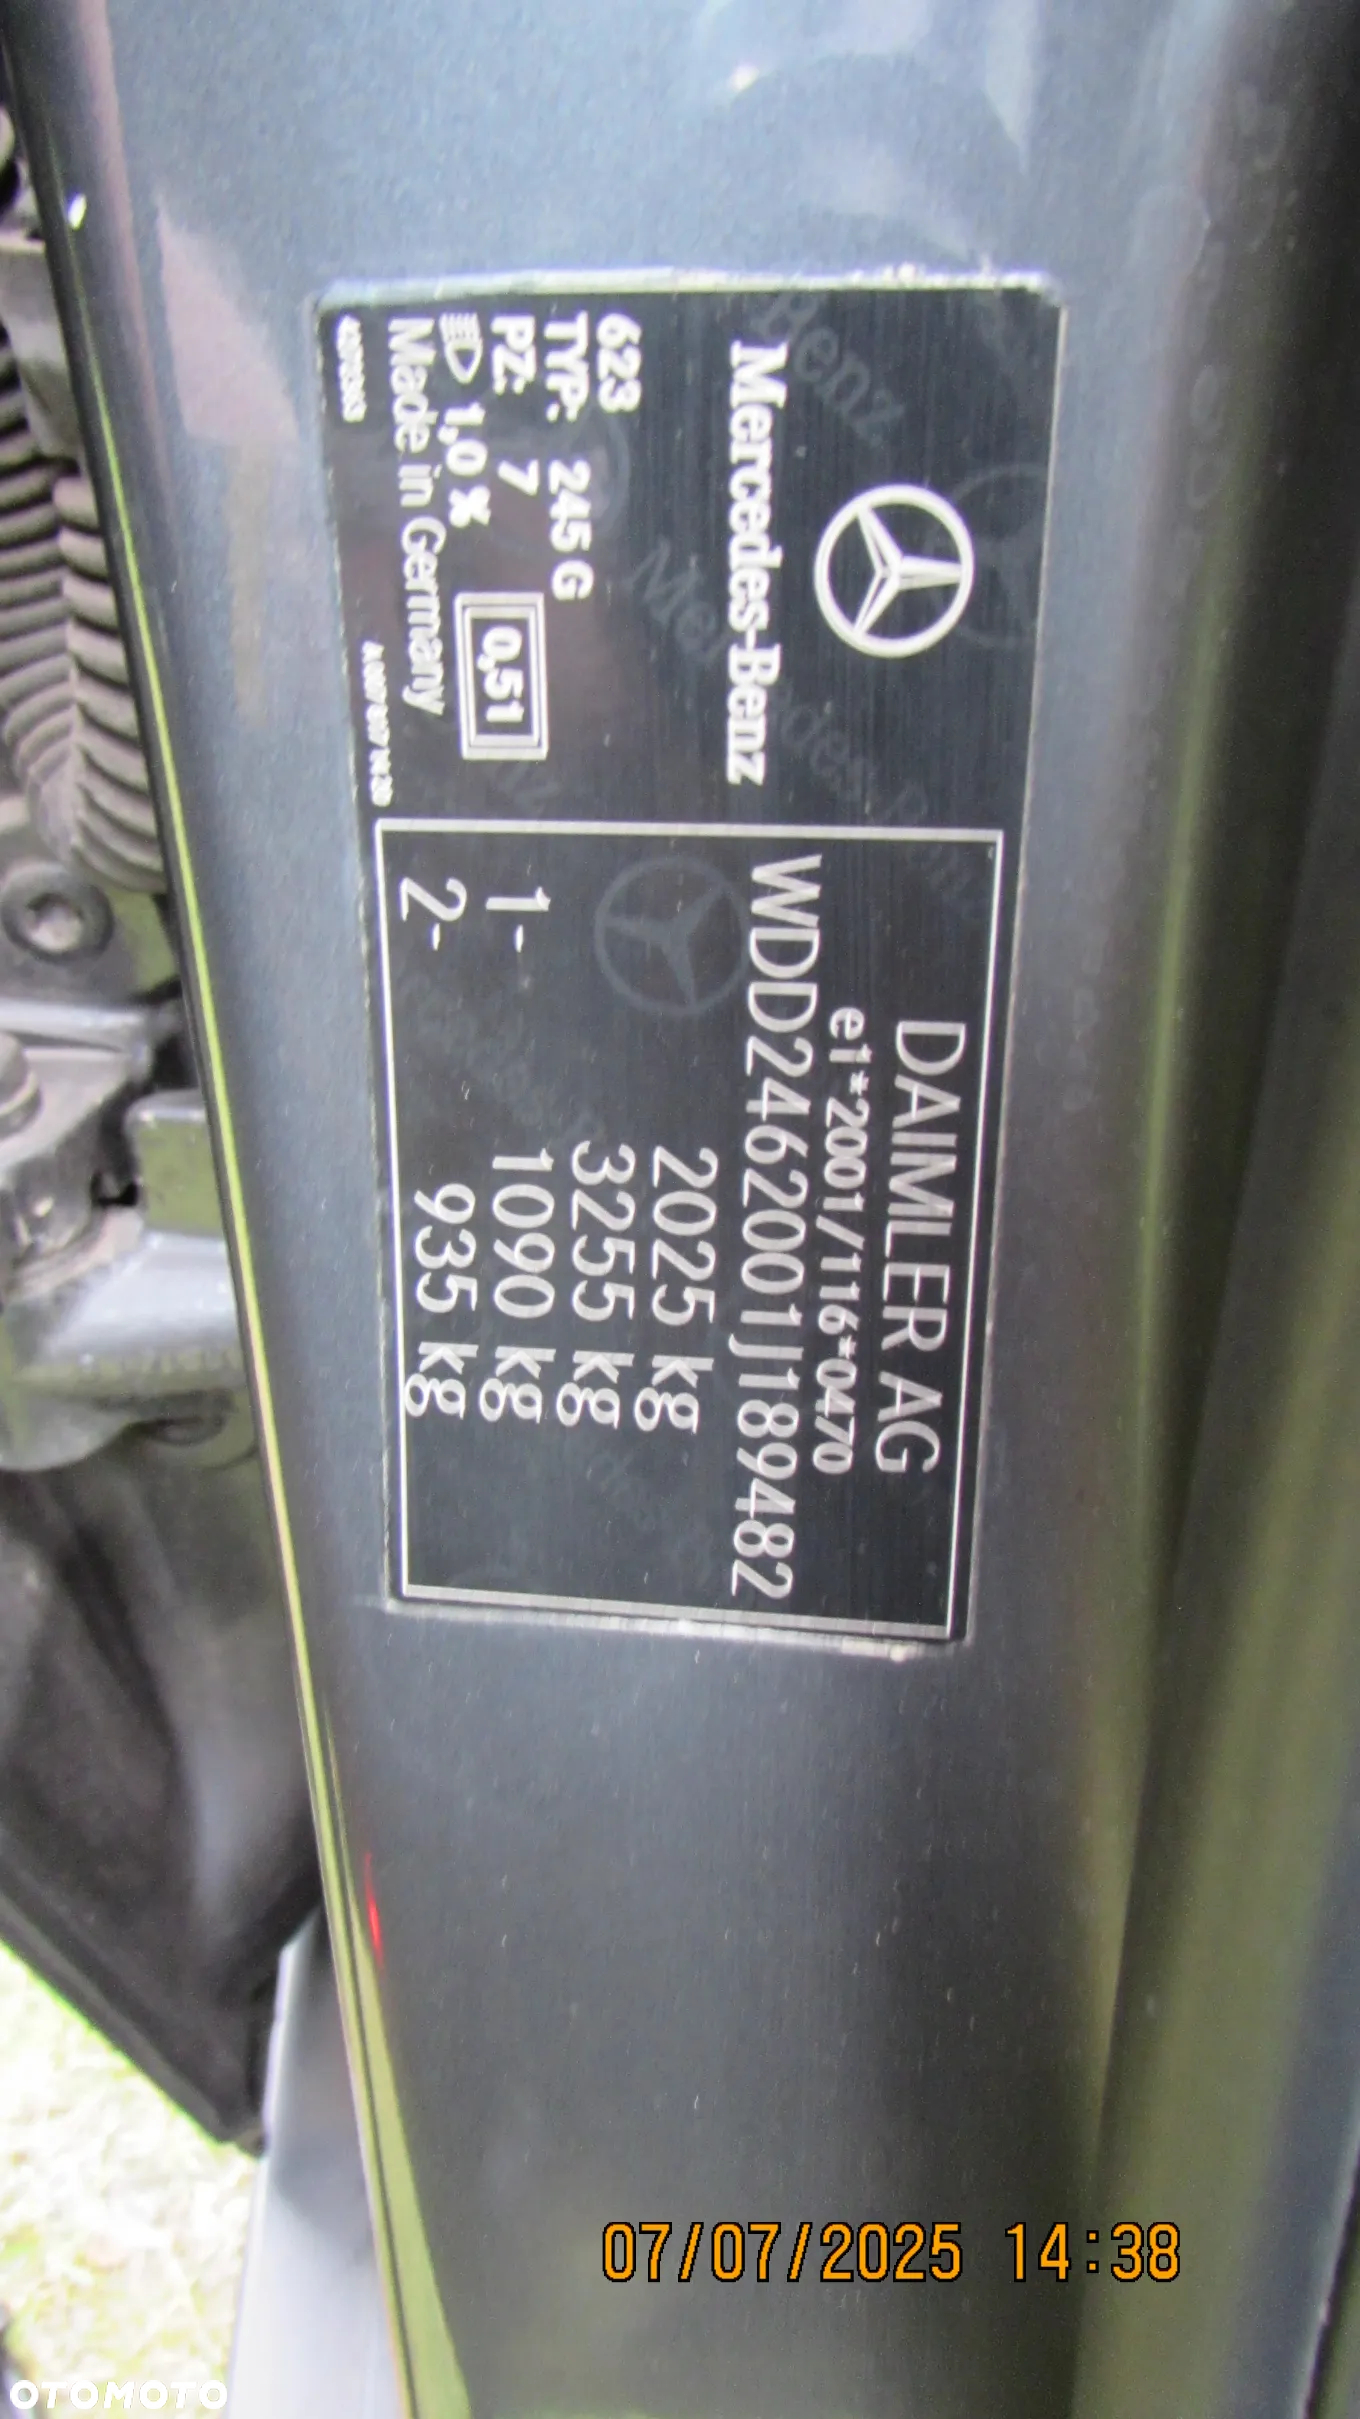 Mercedes-Benz
623
TYP: 245 G
PZ: 7
1,0 %
0,51
Made in Germany
DAIMLER AG
e1*2001/116*0470
WDD2462001J189482
2025 kg
3255 kg
1- 1090 kg
2- 935 kg
07/07/2025 14:38
OTOMOTO